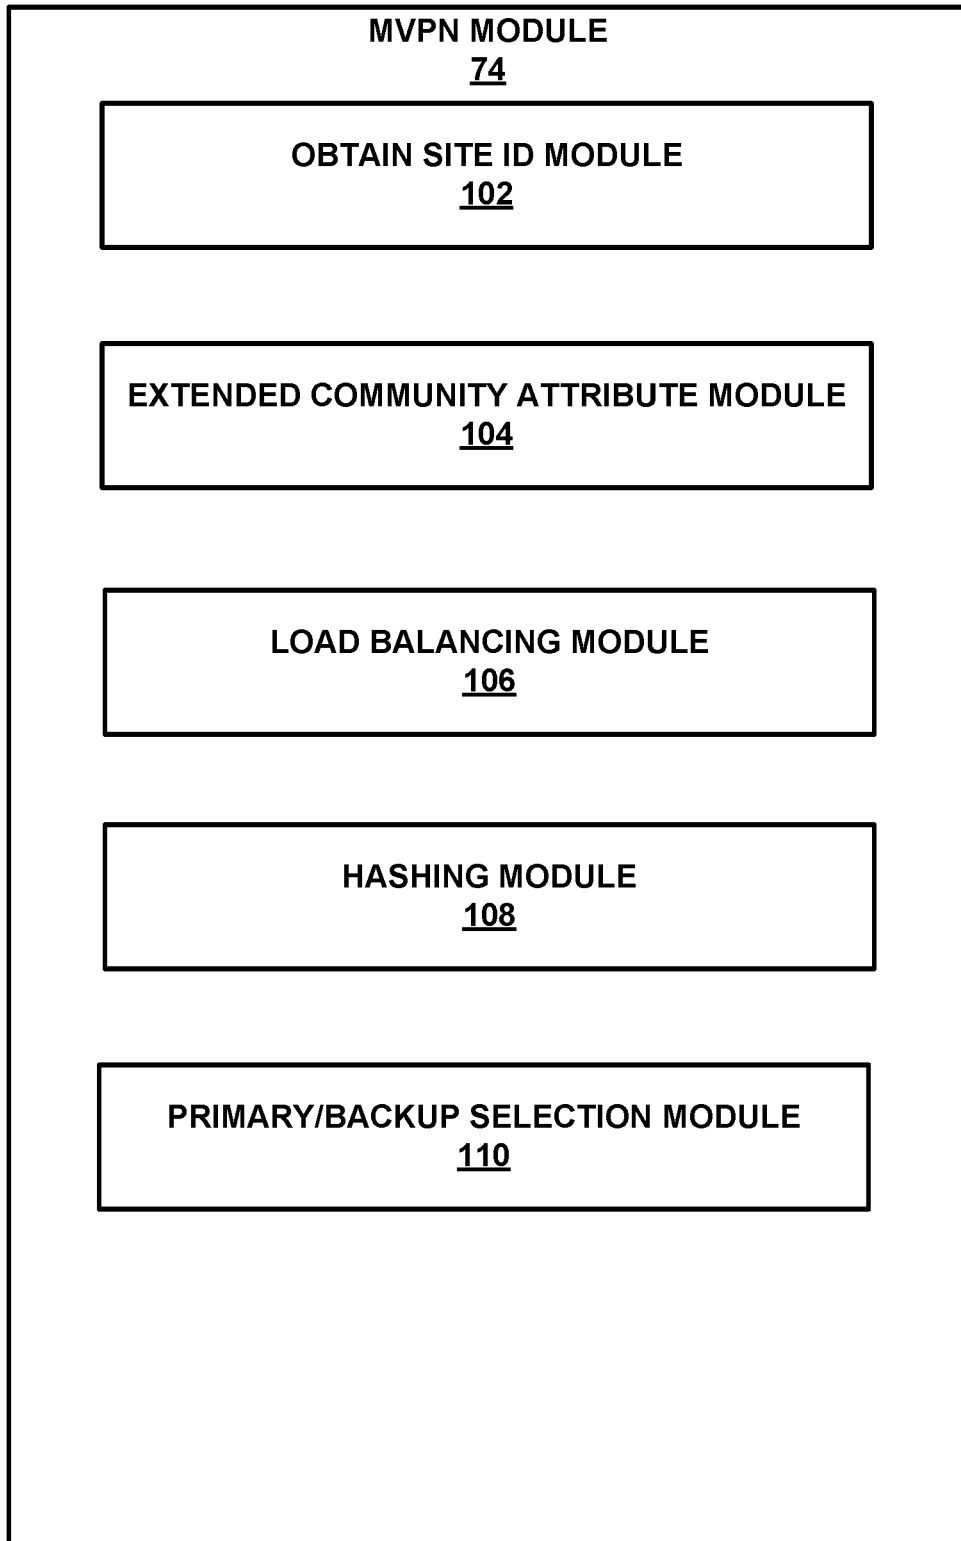 MVPN MODULE
74
OBTAIN SITE ID MODULE
102
EXTENDED COMMUNITY ATTRIBUTE MODULE
104
LOAD BALANCING MODULE
106
HASHING MODULE
108
PRIMARY/BACKUP SELECTION MODULE
110